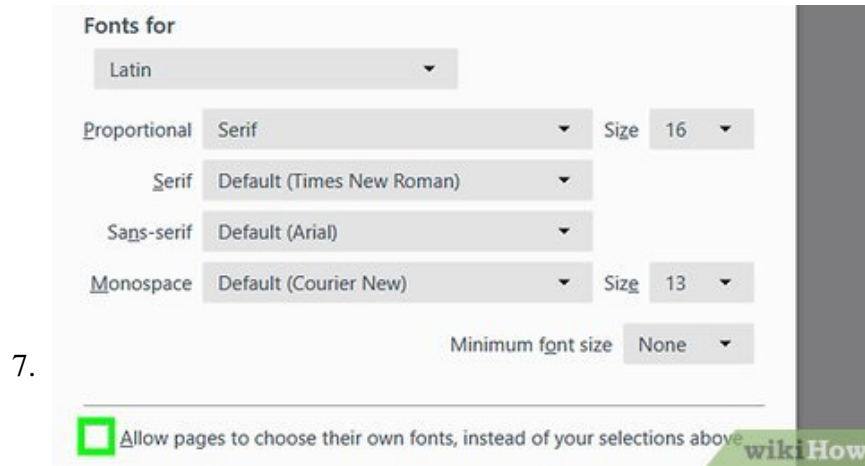 Fonts for
Latin
Proportional Serif Size 16
Serif Default (Times New Roman)
Sans-serif Default (Arial)
Monospace Default (Courier New) Size 13
Minimum font size None
7.
Allow pages to choose their own fonts, instead of your selections above
wikiHow